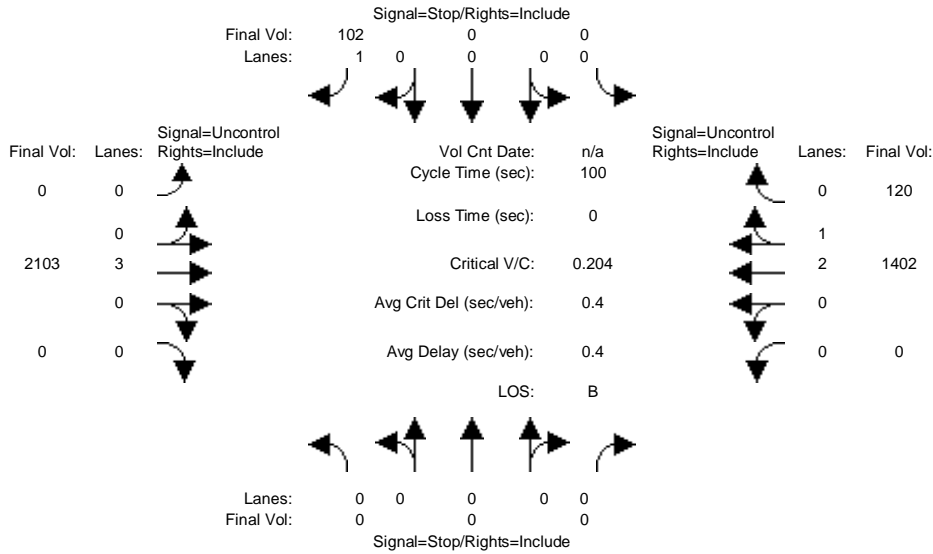 Signal=Stop/Rights=Include
Final Vol: 102 0 0
Lanes: 1 0 0 0 0
Signal=Uncontrol Signal=Uncontrol
Final Vol: Lanes: Rights=Include Vol Cnt Date: n/a Rights=Include Lanes: Final Vol:
0 0 Cycle Time (sec): 100 0 120
Loss Time (sec): 0
0 1
2103 3 Critical V/C: 0.204 2 1402
0 Avg Crit Del (sec/veh): 0.4 0
0 0 Avg Delay (sec/veh): 0.4 0 0
LOS: B
Lanes: 0 0 0 0 0
Final Vol: 0 0 0
Signal=Stop/Rights=Include